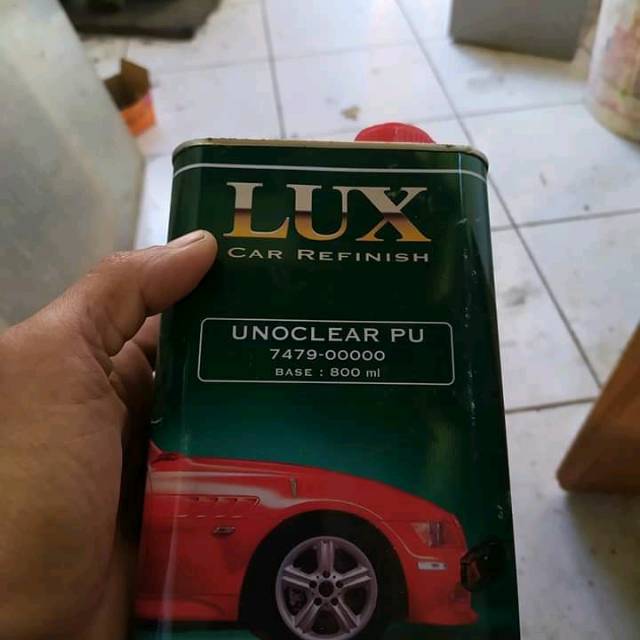 LUX
CAR REFINISH
UNOCLEAR PU
7479-00000
BASE : 800 ml